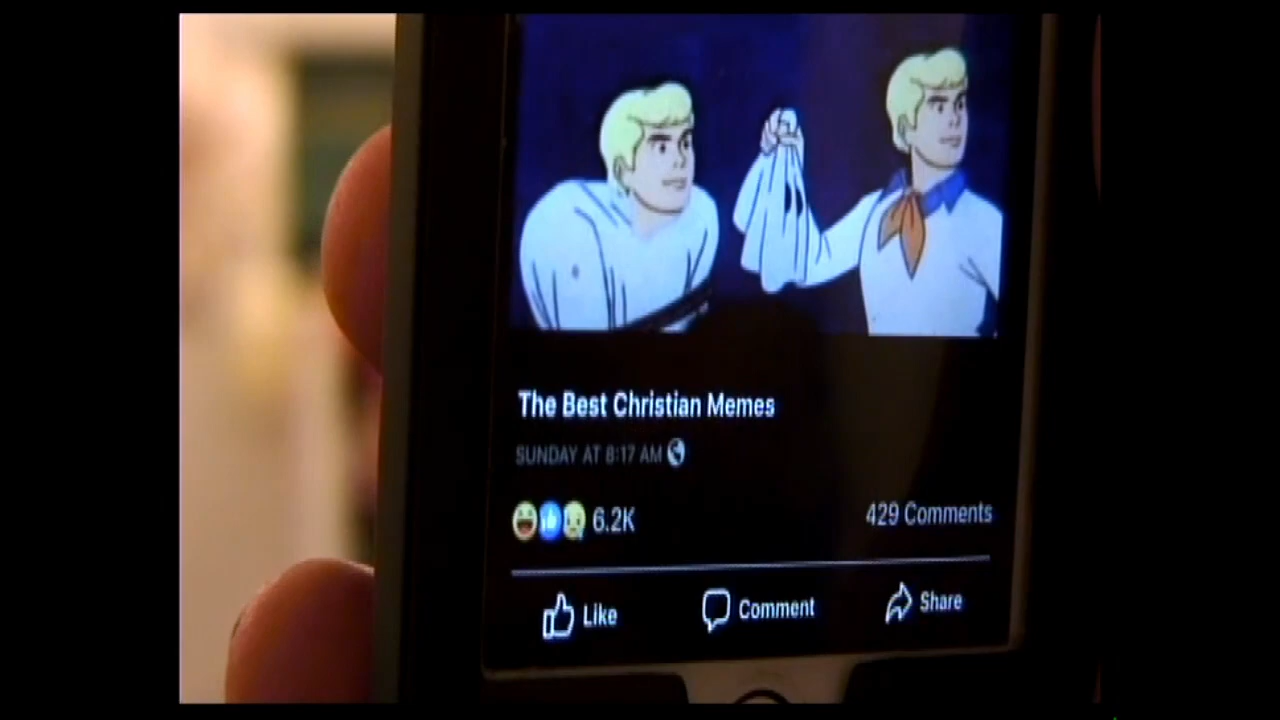 The Best Christian Memes
SUNDAY AT 8:17 AM
6.2K
429 Comments
Like
Comment
Share